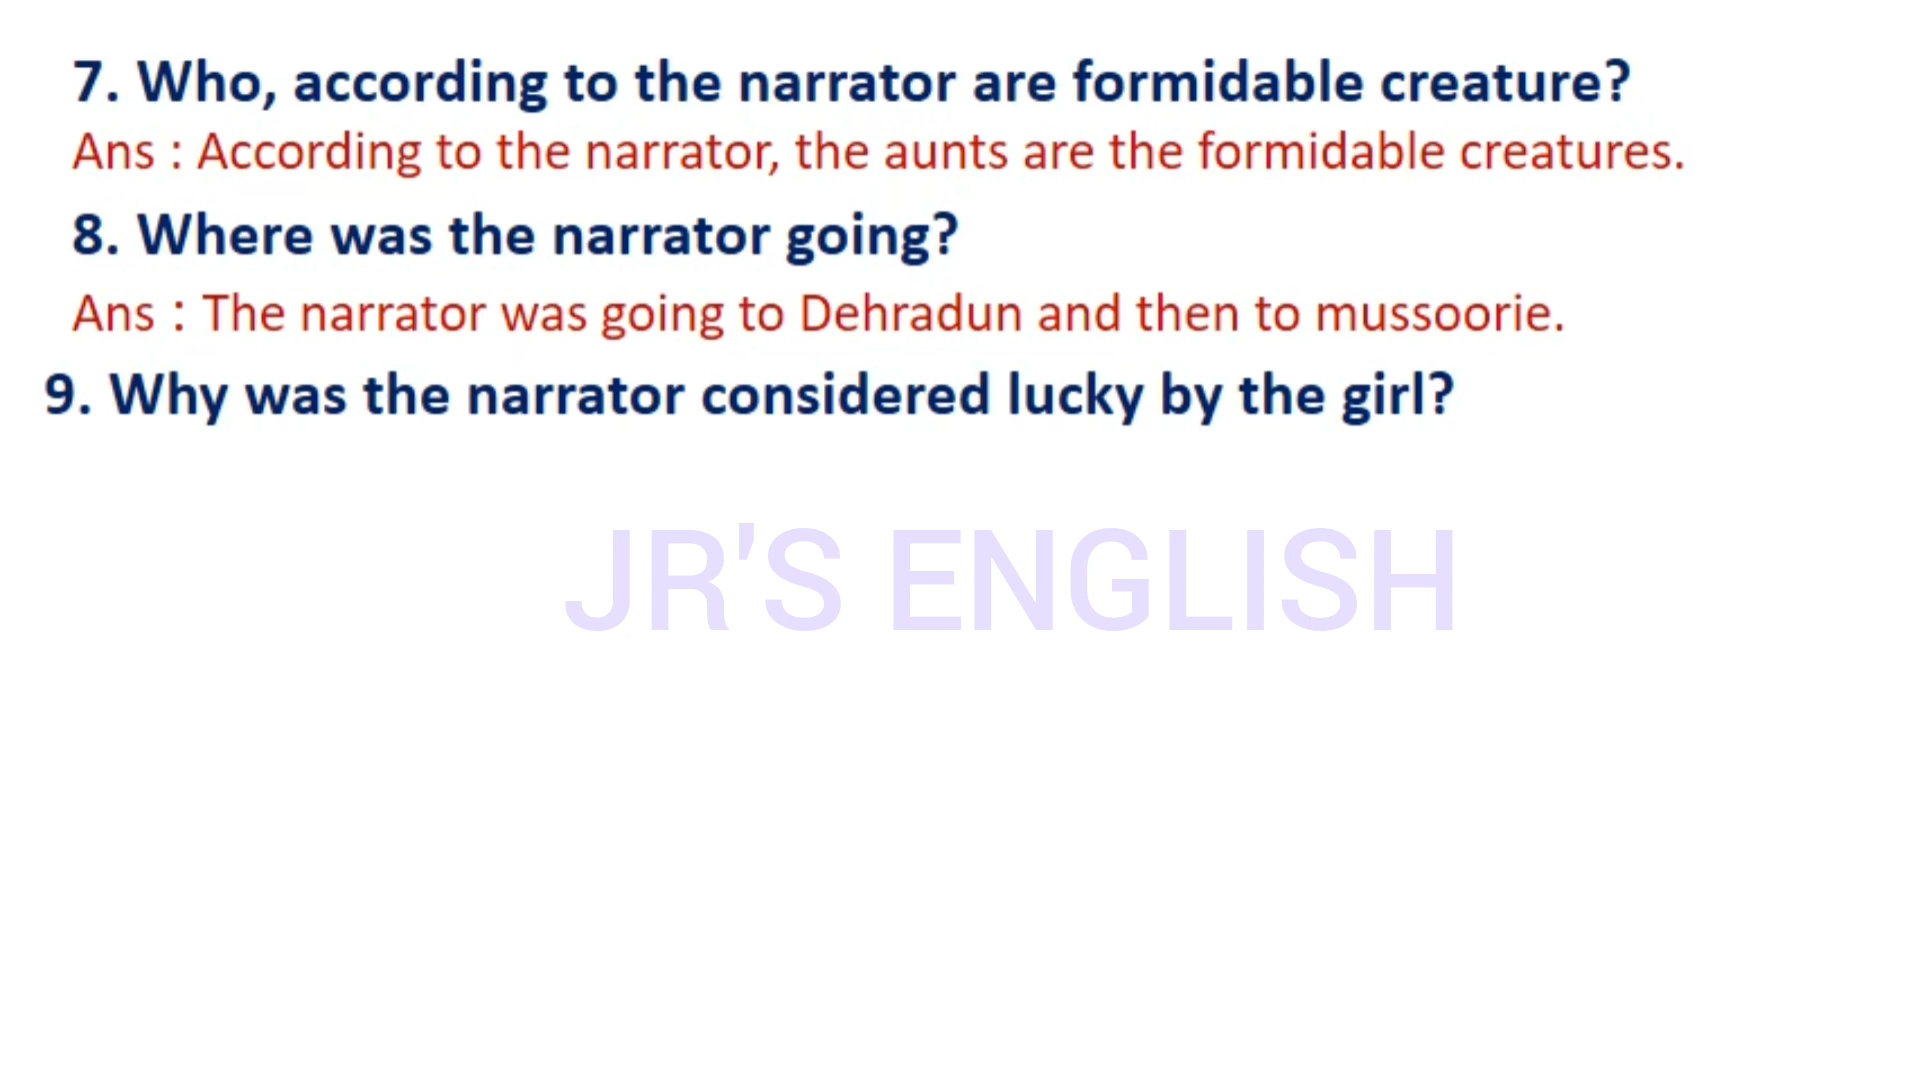 7. Who, according to the narrator are formidable creature?
Ans : According to the narrator, the aunts are the formidable creatures.
8. Where was the narrator going?
Ans : The narrator was going to Dehradun and then to mussoorie.
9. Why was the narrator considered lucky by the girl?
JR'S ENGLISH